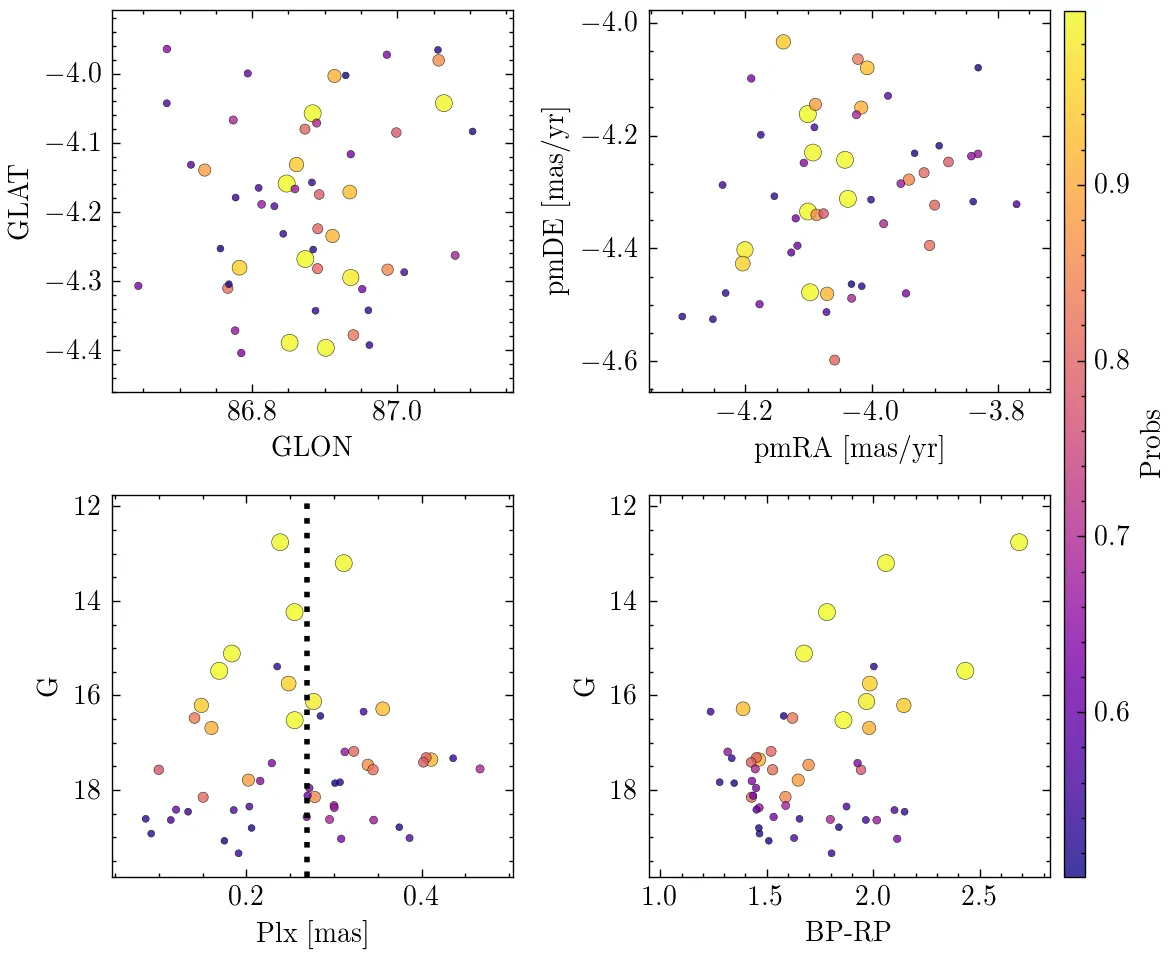 −4.0
−4.1
−4.2
−4.3
−4.4
GLAT
86.8 87.0
GLON
−4.0
−4.2
−4.4
−4.6
pmDE [mas/yr]
−4.2 −4.0 −3.8
pmRA [mas/yr]
12
14
16
18
G
0.2 0.4
Plx [mas]
12
14
16
18
G
1.0 1.5 2.0 2.5
BP-RP
0.9
0.8
0.7
0.6
Probs